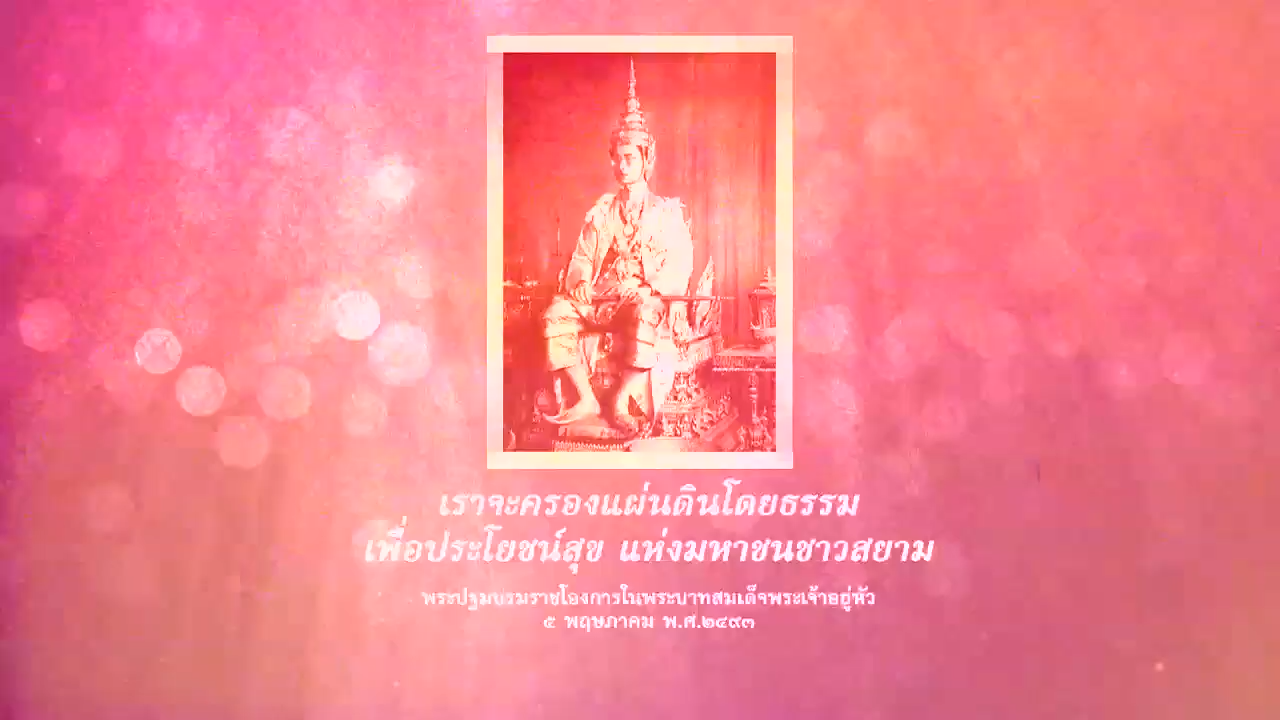 เราจะครองแผ่นดินโดยธรรม
เพื่อประโยชน์สุข แห่งมหาชนชาวสยาม
พระปฐมบรมราชโองการในพระบาทสมเด็จพระเจ้าอยู่หัว
๕ พฤษภาคม พ.ศ.๒๔๙๓